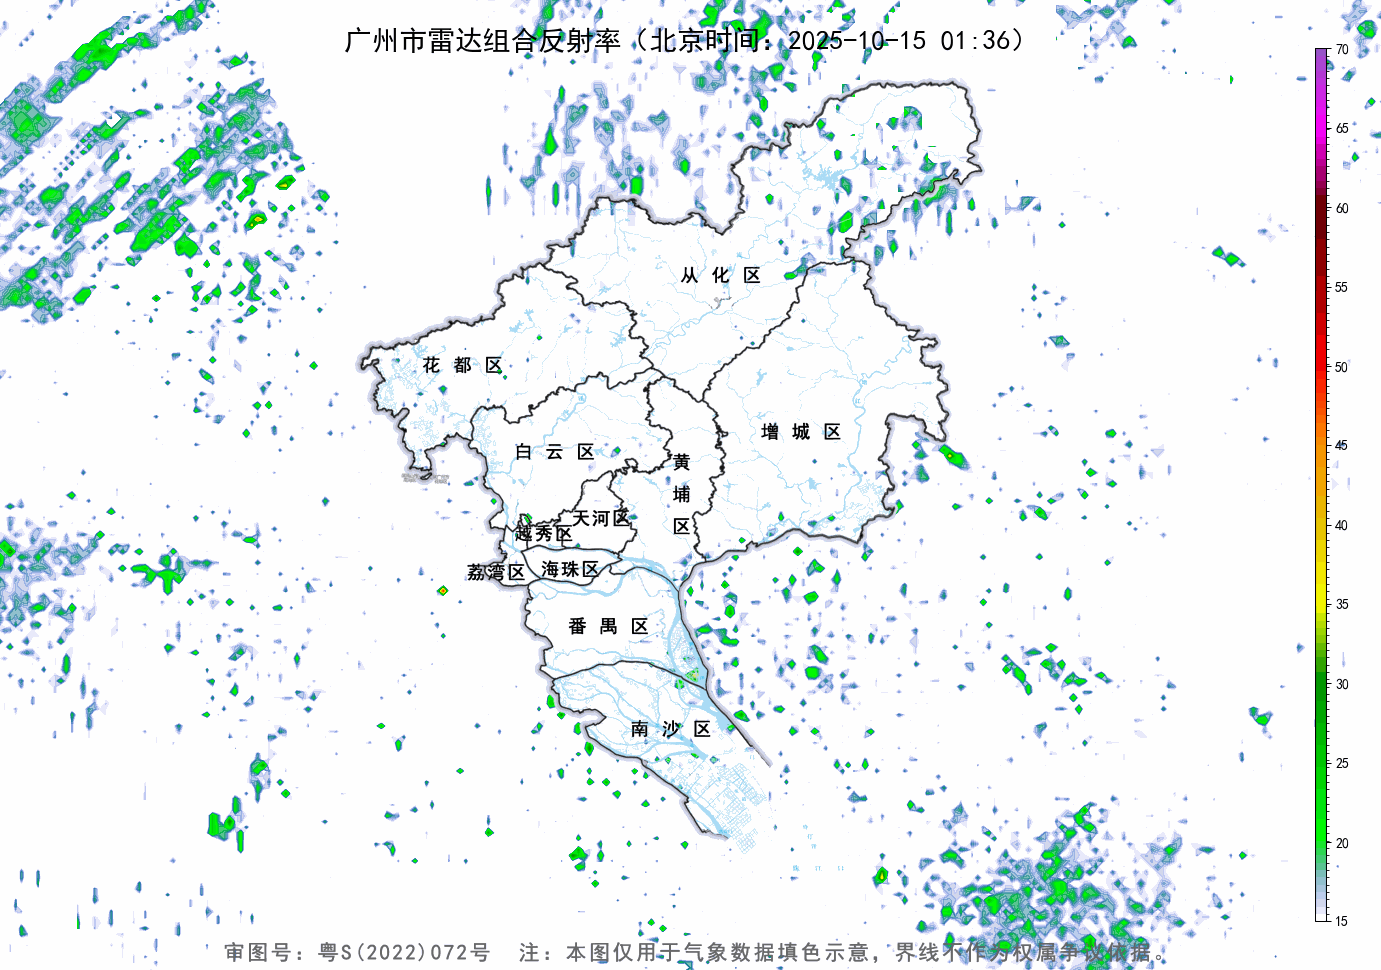 广州市雷达组合反射率（北京时间：2025-10-15 01:36）
70
65
60
55
50
45
40
35
30
25
20
15
从化区
花都区
增城区
白云区
黄埔区
天河区
越秀区
荔湾区
海珠区
番禺区
南沙区
审图号：粤S(2022)072号 注：本图仅用于气象数据填色示意，界线不作为权属争议依据。